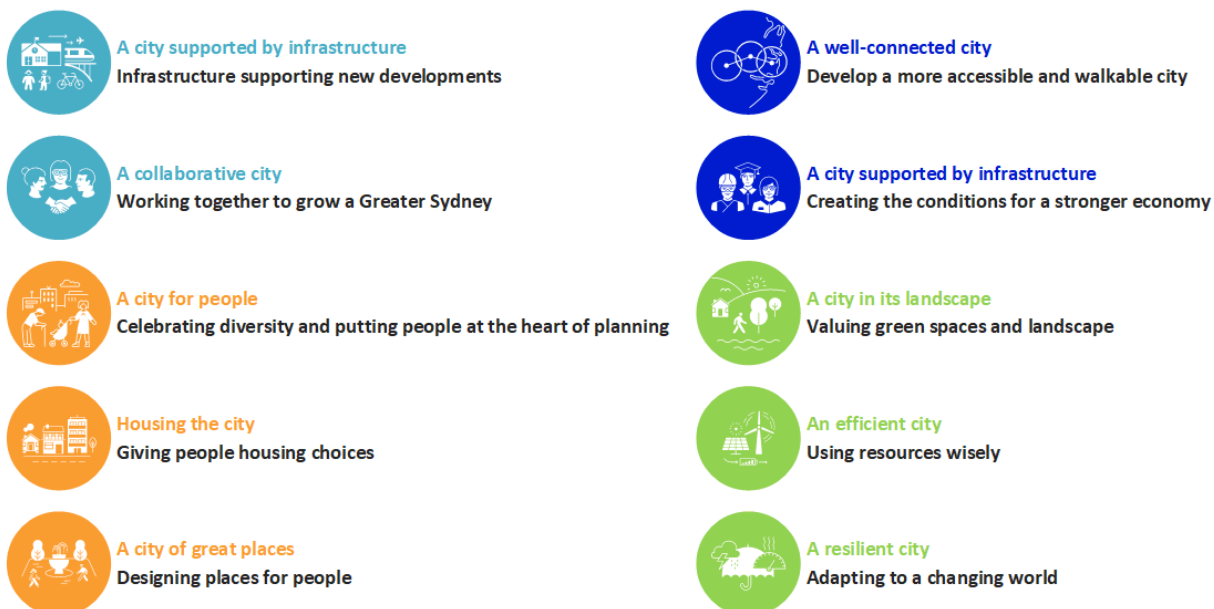 A city supported by infrastructure
Infrastructure supporting new developments
A collaborative city
Working together to grow a Greater Sydney
A city for people
Celebrating diversity and putting people at the heart of planning
Housing the city
Giving people housing choices
A city of great places
Designing places for people
A well-connected city
Develop a more accessible and walkable city
A city supported by infrastructure
Creating the conditions for a stronger economy
A city in its landscape
Valuing green spaces and landscape
An efficient city
Using resources wisely
A resilient city
Adapting to a changing world